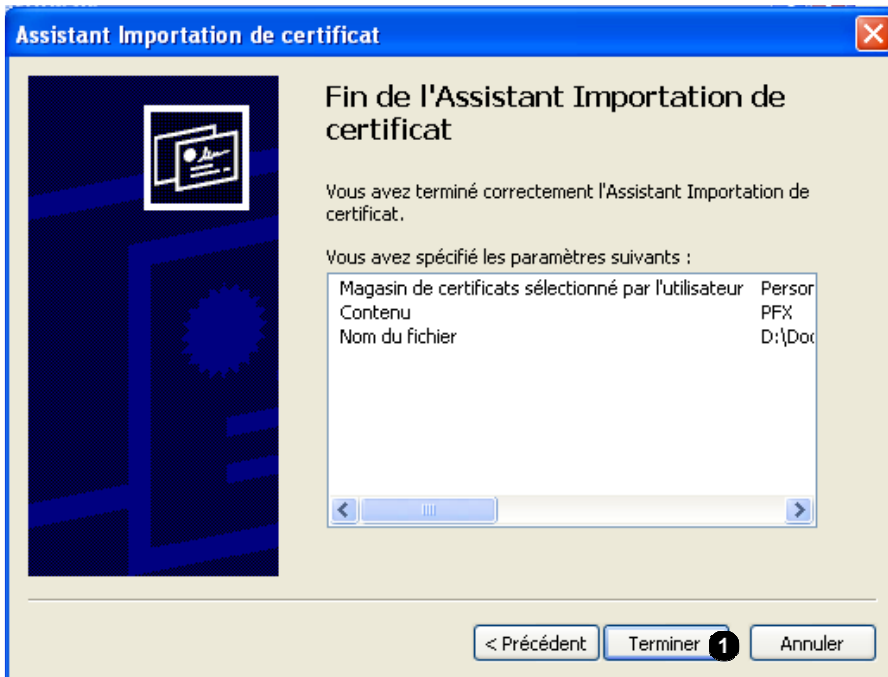 Assistant Importation de certificat
Fin de l'Assistant Importation de
certificat
Vous avez terminé correctement l'Assistant Importation de
certificat.
Vous avez spécifié les paramètres suivants :
Magasin de certificats sélectionné par l'utilisateur Person
Contenu PFX
Nom du fichier D:\Doc
< Précédent Terminer 1 Annuler